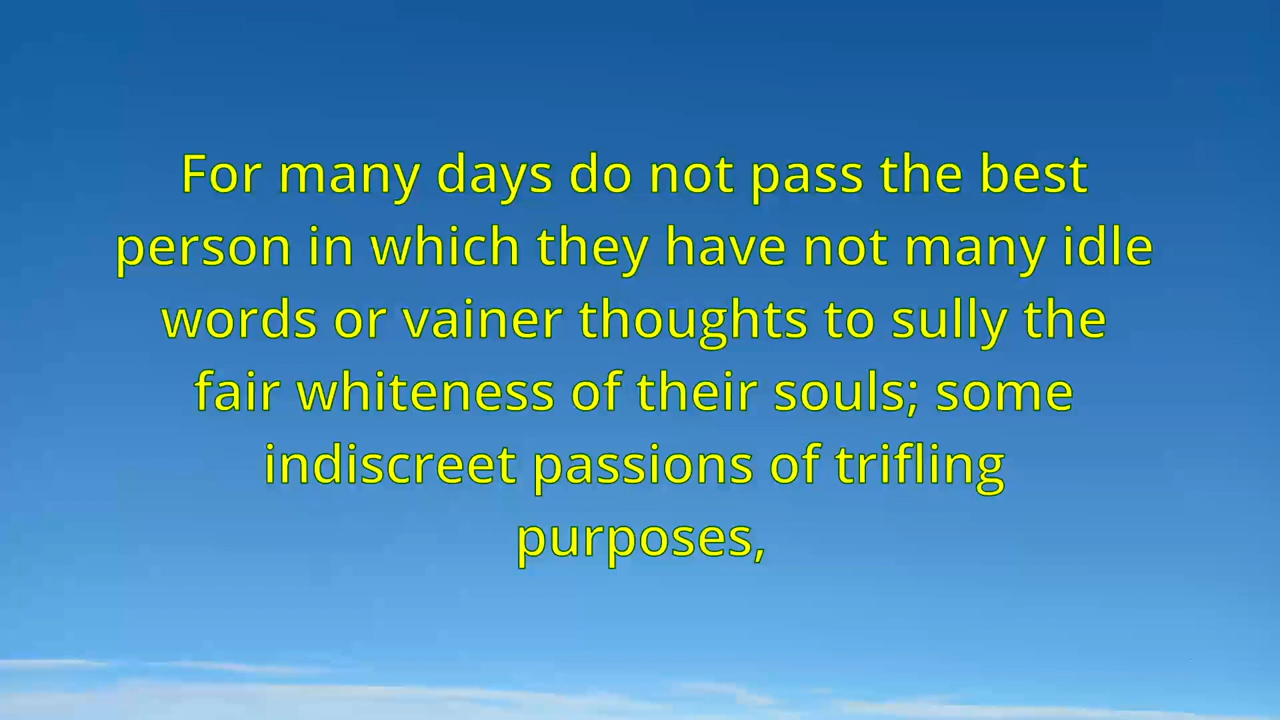 For many days do not pass the best
person in which they have not many idle
words or vainer thoughts to sully the
fair whiteness of their souls; some
indiscreet passions of trifling
purposes,